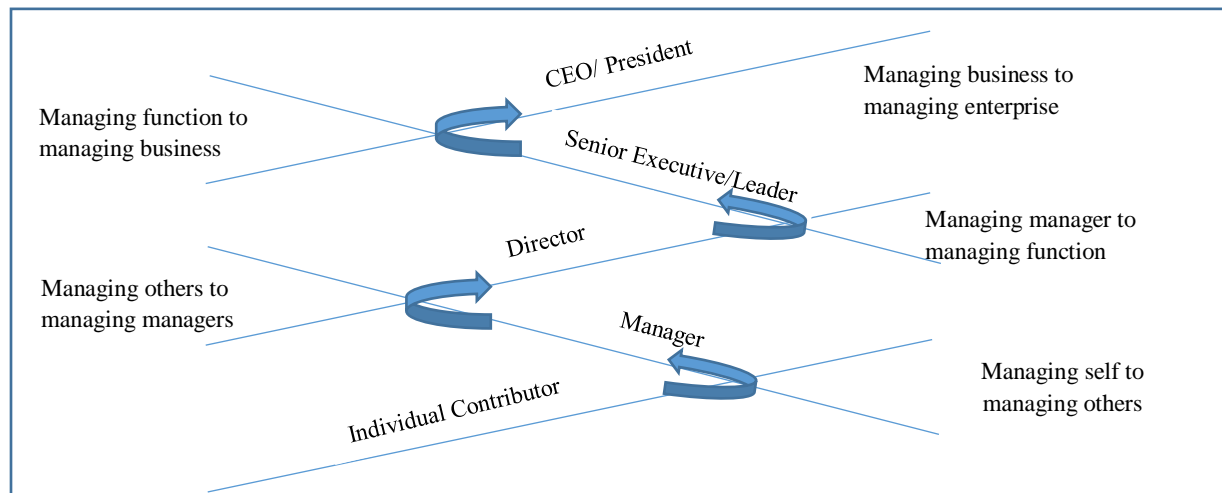 CEO/ President
Managing business to
managing enterprise
Managing function to
managing business
Senior Executive/Leader
Managing manager to
managing function
Director
Managing others to
managing managers
Manager
Managing self to
managing others
Individual Contributor